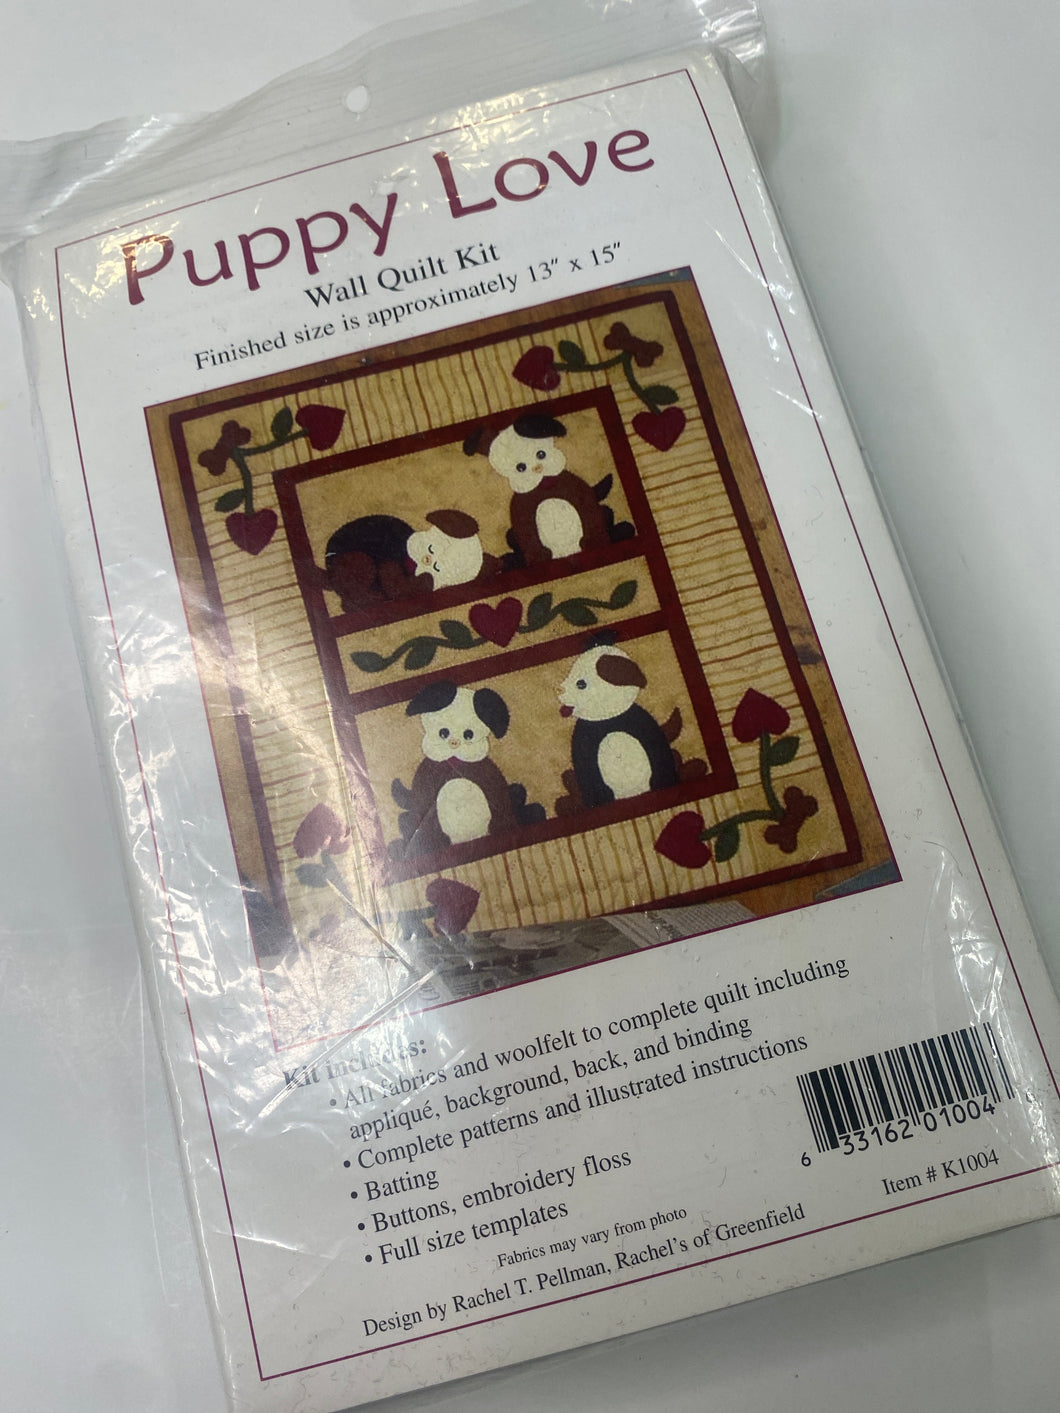 Puppy Love
Wall Quilt Kit
Finished size is approximately 13" x 15"
Kit includes:
• All fabrics and woolfelt to complete quilt including
appliqué, background, back, and binding
• Complete patterns and illustrated instructions
• Batting
• Buttons, embroidery floss
• Full size templates
Fabrics may vary from photo
Design by Rachel T. Pellman, Rachel's of Greenfield
6 33162 01004
Item # K1004